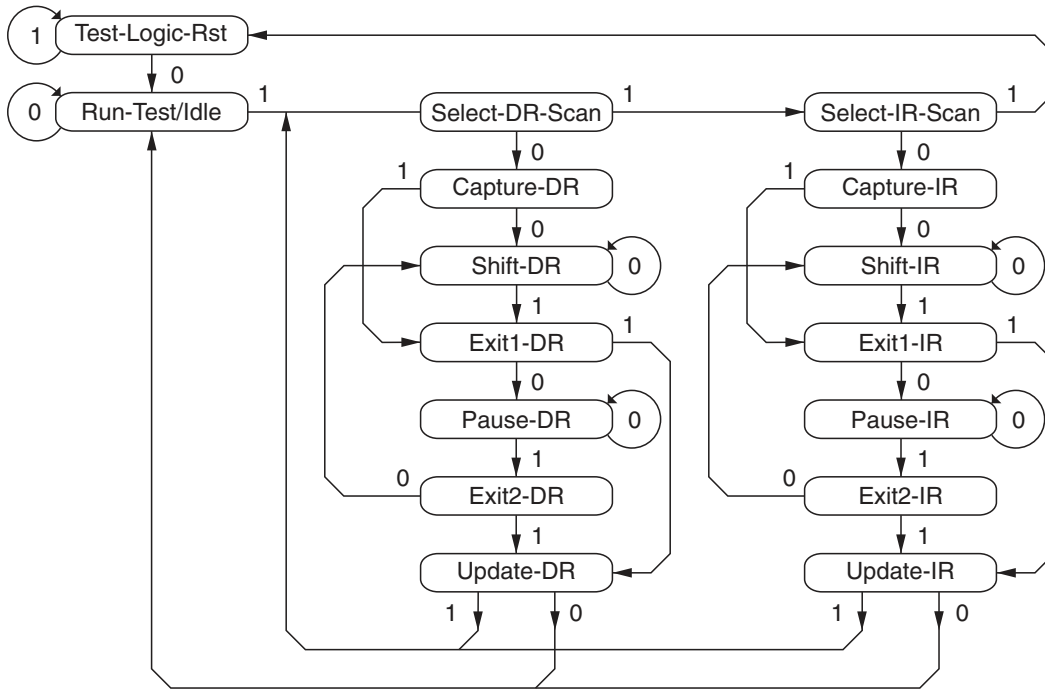 1 Test-Logic-Rst
0
0 Run-Test/Idle 1 Select-DR-Scan 1 Select-IR-Scan 1
0 0
1 Capture-DR 1 Capture-IR
0 0
Shift-DR 0 Shift-IR 0
1 1
Exit1-DR 1 Exit1-IR 1
0 0
Pause-DR 0 Pause-IR 0
1 1
0 Exit2-DR 0 Exit2-IR
1 1
Update-DR Update-IR
1 0 1 0